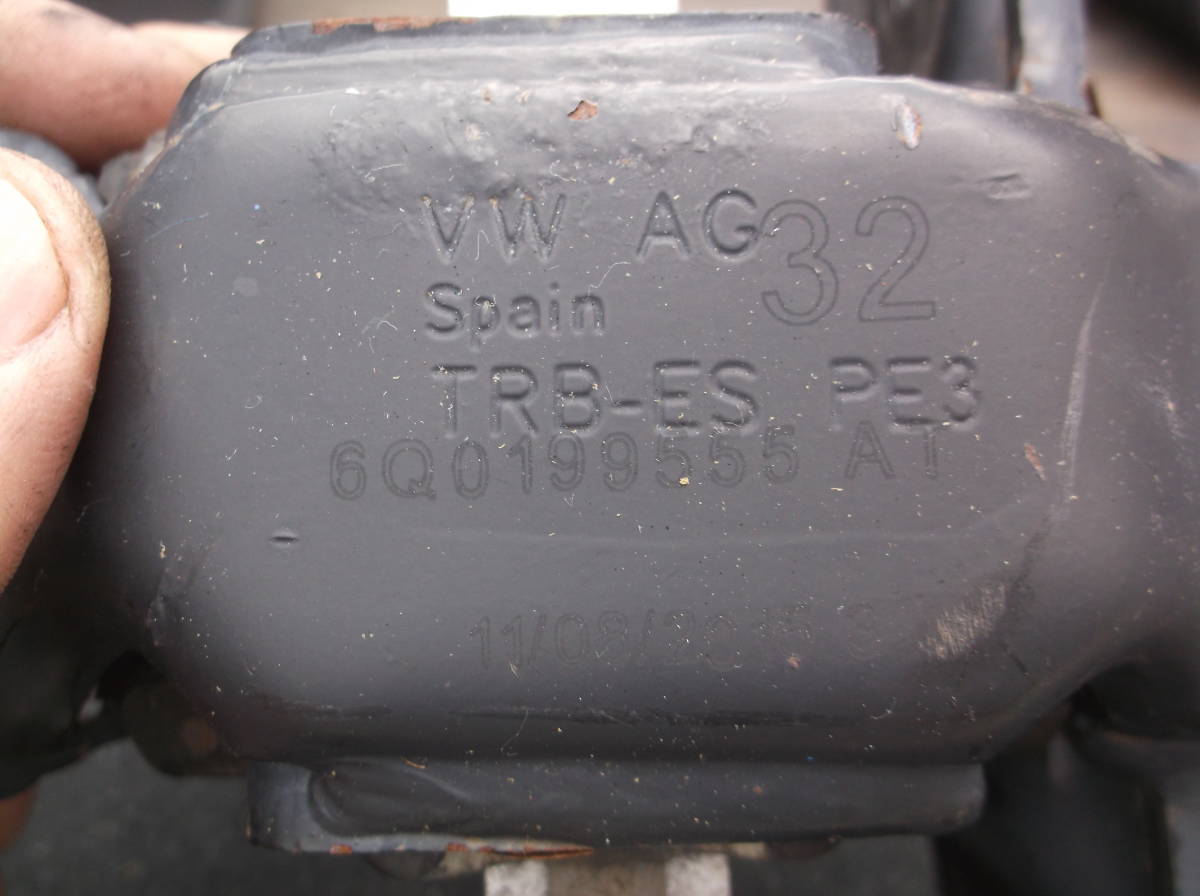 VW AG 32
Spain
TRB-ES PE3
6Q0199555 AT